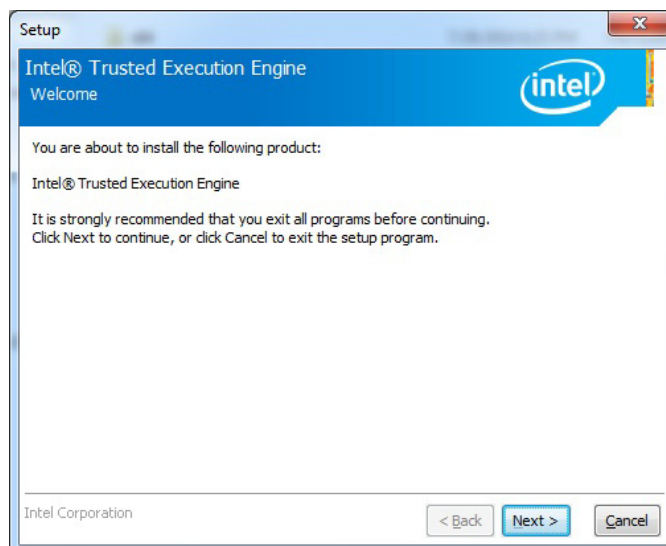 Setup
Intel® Trusted Execution Engine
Welcome
intel
You are about to install the following product:
Intel® Trusted Execution Engine
It is strongly recommended that you exit all programs before continuing.
Click Next to continue, or click Cancel to exit the setup program.
Intel Corporation
< Back
Next >
Cancel